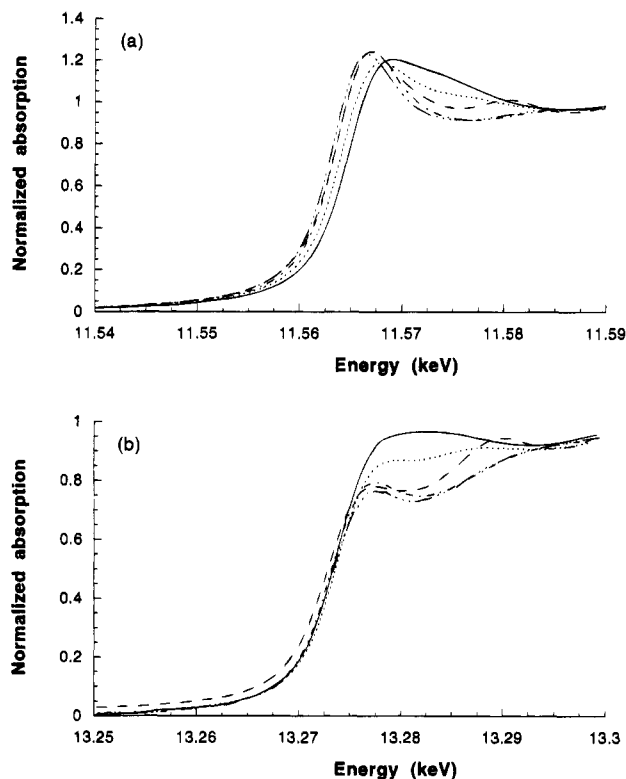 (a)
Normalized absorption
1.4
1.2
1.0
0.8
0.6
0.4
0.2
0
11.54 11.55 11.56 11.57 11.58 11.59
Energy (keV)
(b)
Normalized absorption
1
0.8
0.6
0.4
0.2
0
13.25 13.26 13.27 13.28 13.29 13.3
Energy (keV)